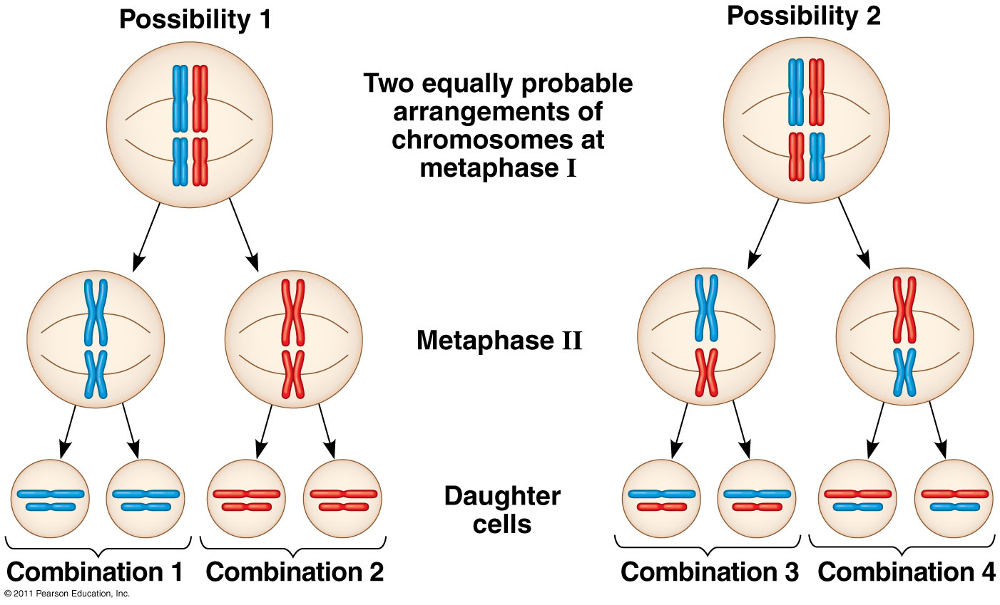 Possibility 1
Possibility 2
Two equally probable
arrangements of
chromosomes at
metaphase I
Metaphase II
Daughter
cells
Combination 1
Combination 2
Combination 3
Combination 4
© 2011 Pearson Education, Inc.